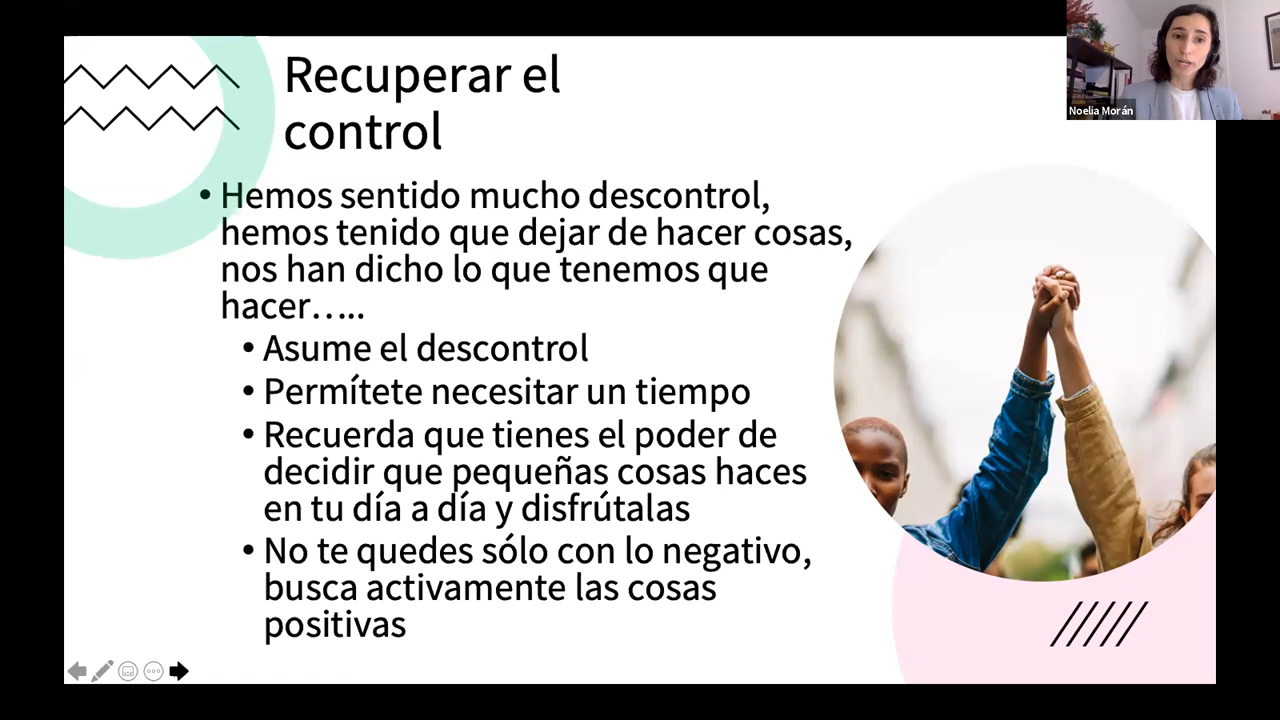 Recuperar el
control
• Hemos sentido mucho descontrol,
hemos tenido que dejar de hacer cosas,
nos han dicho lo que tenemos que
hacer.....
• Asume el descontrol
• Permítete necesitar un tiempo
• Recuerda que tienes el poder de
decidir que pequeñas cosas haces
en tu día a día y disfrútalas
• No te quedes sólo con lo negativo,
busca activamente las cosas
positivas
Noelia Morán